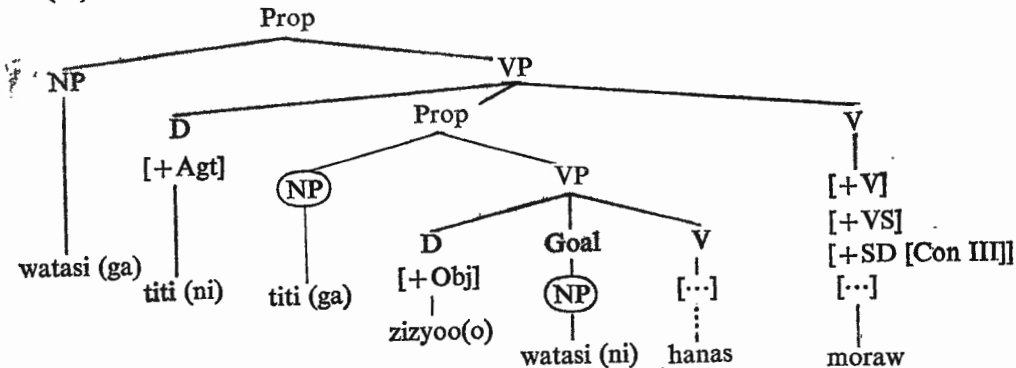 Prop
NP VP
D Prop V
[+Agt] NP VP [+V]
[+VS]
D Goal V [+SD [Con III]]
[+Obj] NP [···] [···]
watasi (ga) titi (ni) titi (ga) zizyoo(o)
watasi (ni) hanas moraw